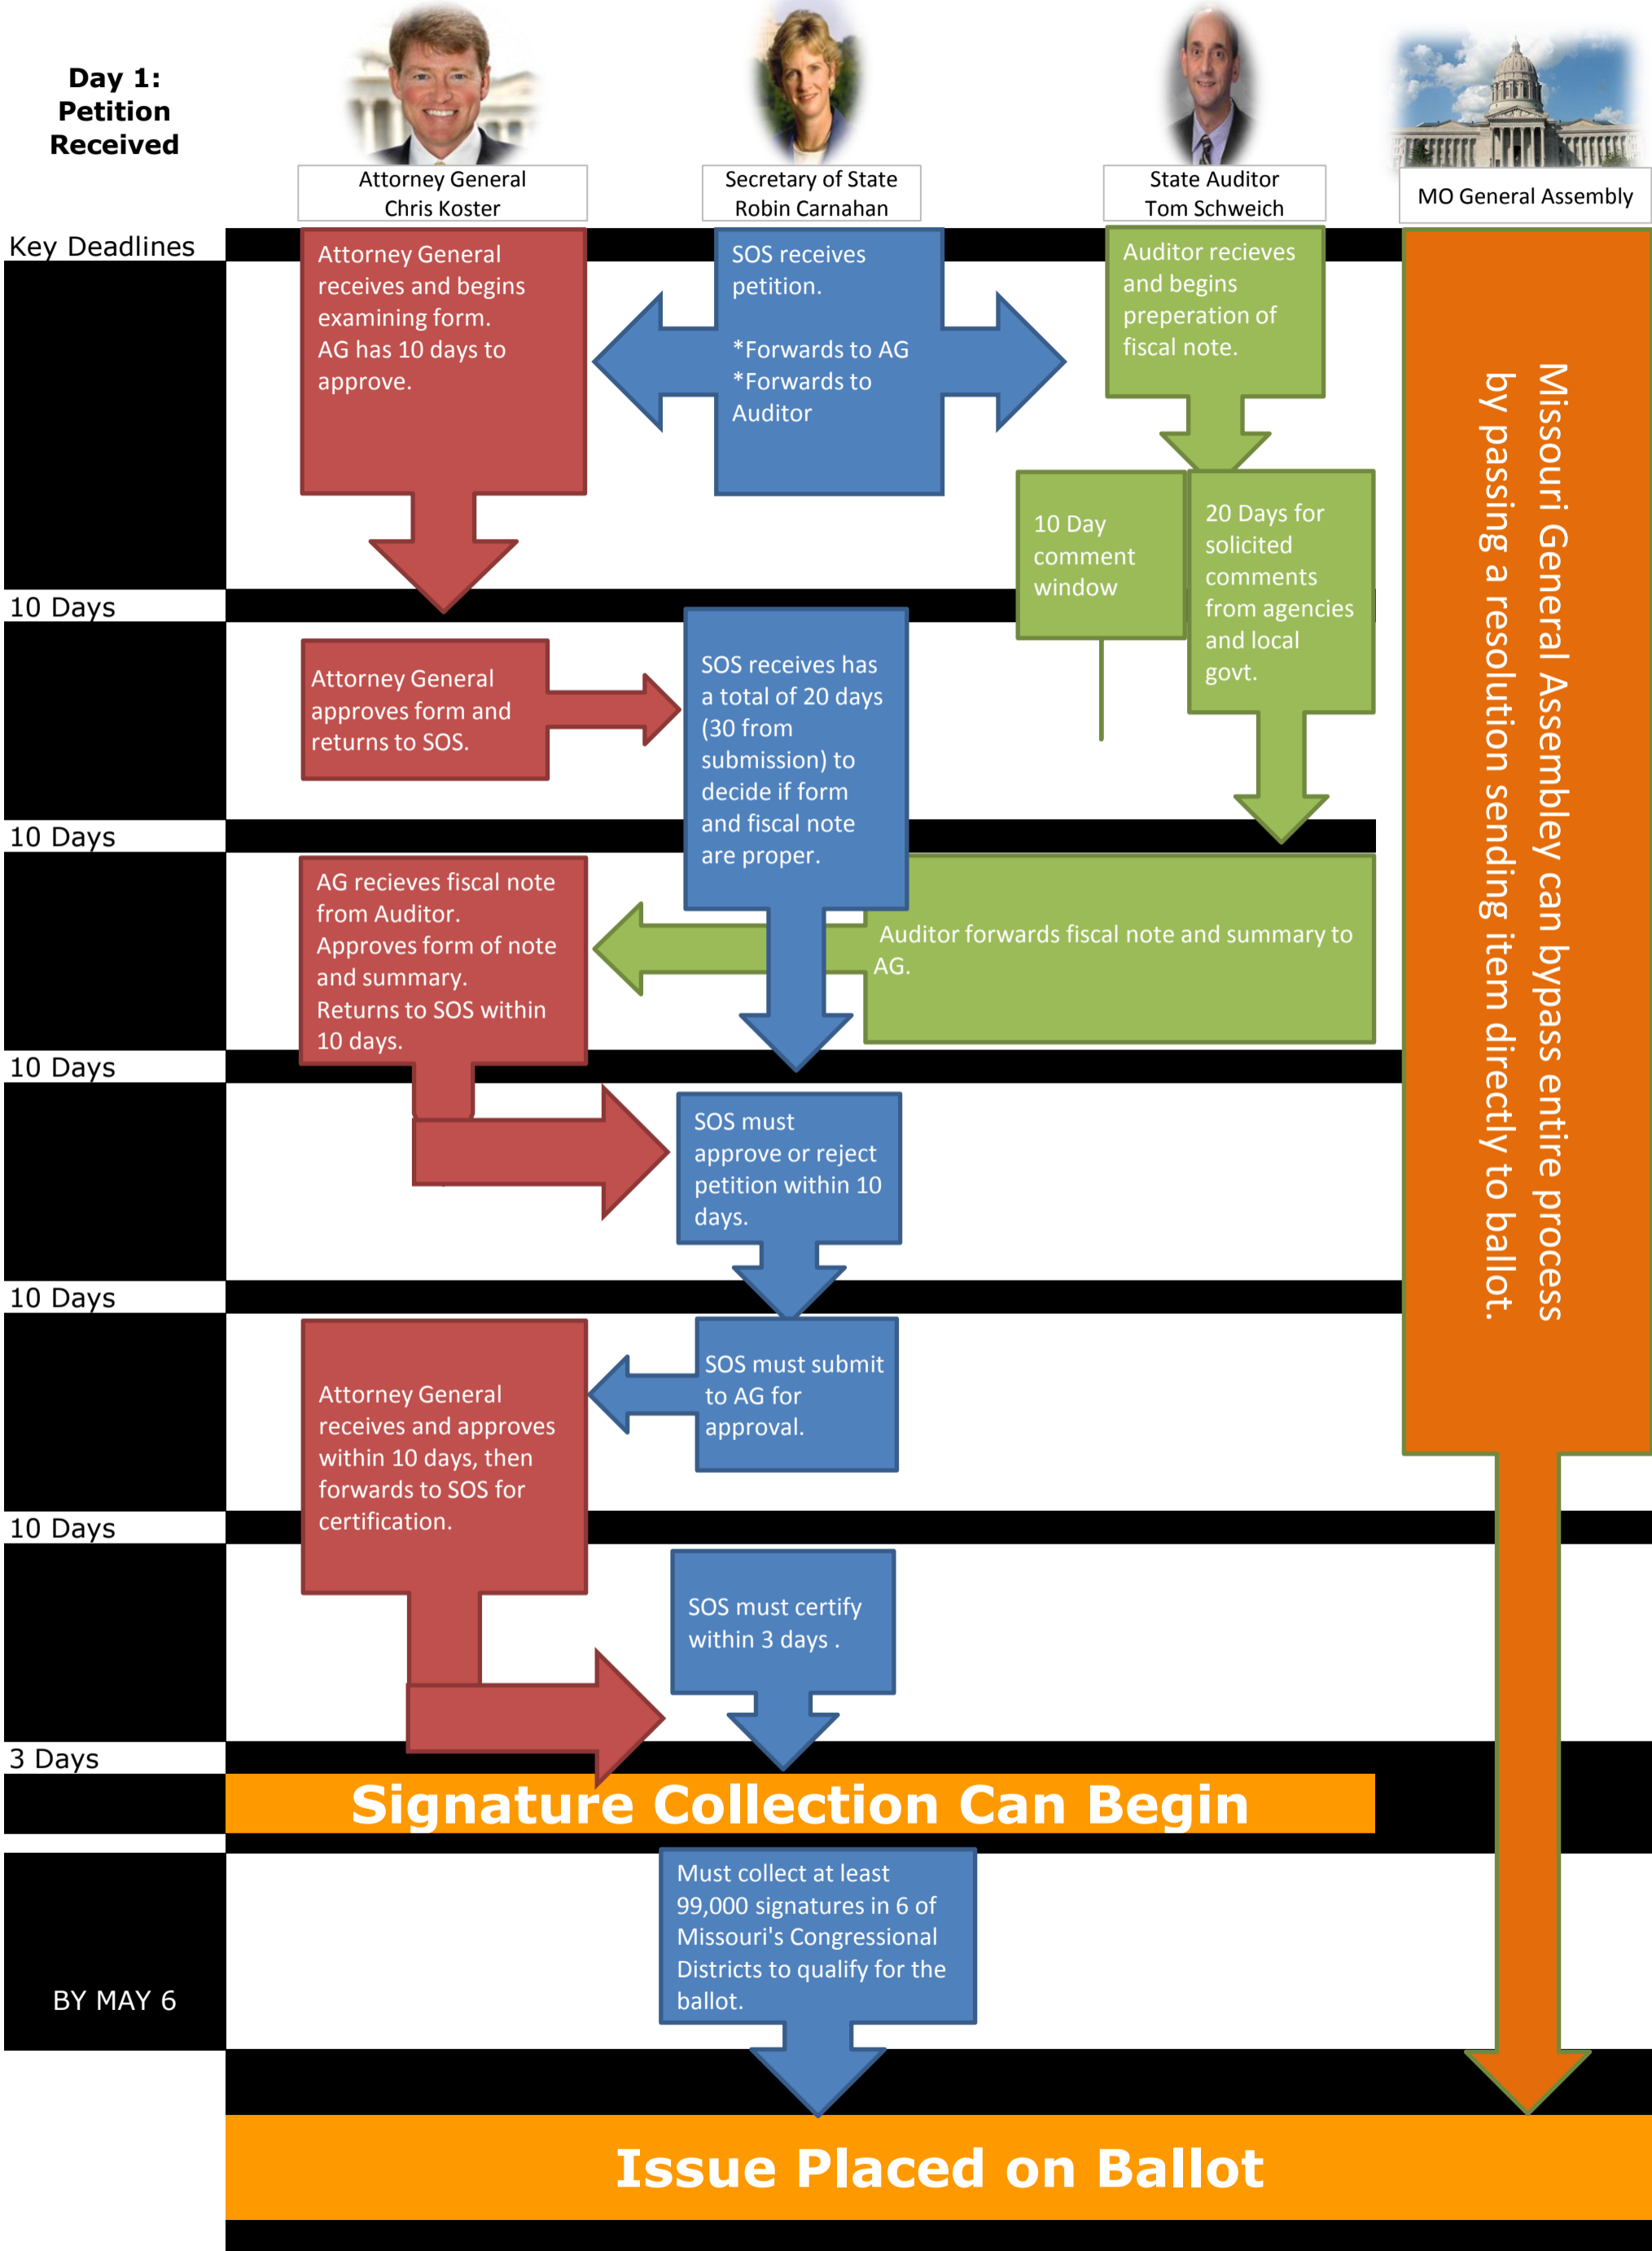 Day 1:
Petition
Received
Attorney General
Chris Koster
Secretary of State
Robin Carnahan
State Auditor
Tom Schweich
MO General Assembly
Key Deadlines
Attorney General
receives and begins
examining form.
AG has 10 days to
approve.
SOS receives
petition.
*Forwards to AG
*Forwards to
Auditor
Auditor recieves
and begins
preperation of
fiscal note.
10 Day
comment
window
20 Days for
solicited
comments
from agencies
and local
govt.
Missouri General Assembley can bypass entire process
by passing a resolution sending item directly to ballot.
10 Days
Attorney General
approves form and
returns to SOS.
SOS receives has
a total of 20 days
(30 from
submission) to
decide if form
and fiscal note
are proper.
10 Days
AG recieves fiscal note
from Auditor.
Approves form of note
and summary.
Returns to SOS within
10 days.
Auditor forwards fiscal note and summary to
AG.
10 Days
SOS must
approve or reject
petition within 10
days.
10 Days
Attorney General
receives and approves
within 10 days, then
forwards to SOS for
certification.
SOS must submit
to AG for
approval.
10 Days
SOS must certify
within 3 days .
3 Days
Signature Collection Can Begin
Must collect at least
99,000 signatures in 6 of
Missouri's Congressional
Districts to qualify for the
ballot.
BY MAY 6
Issue Placed on Ballot